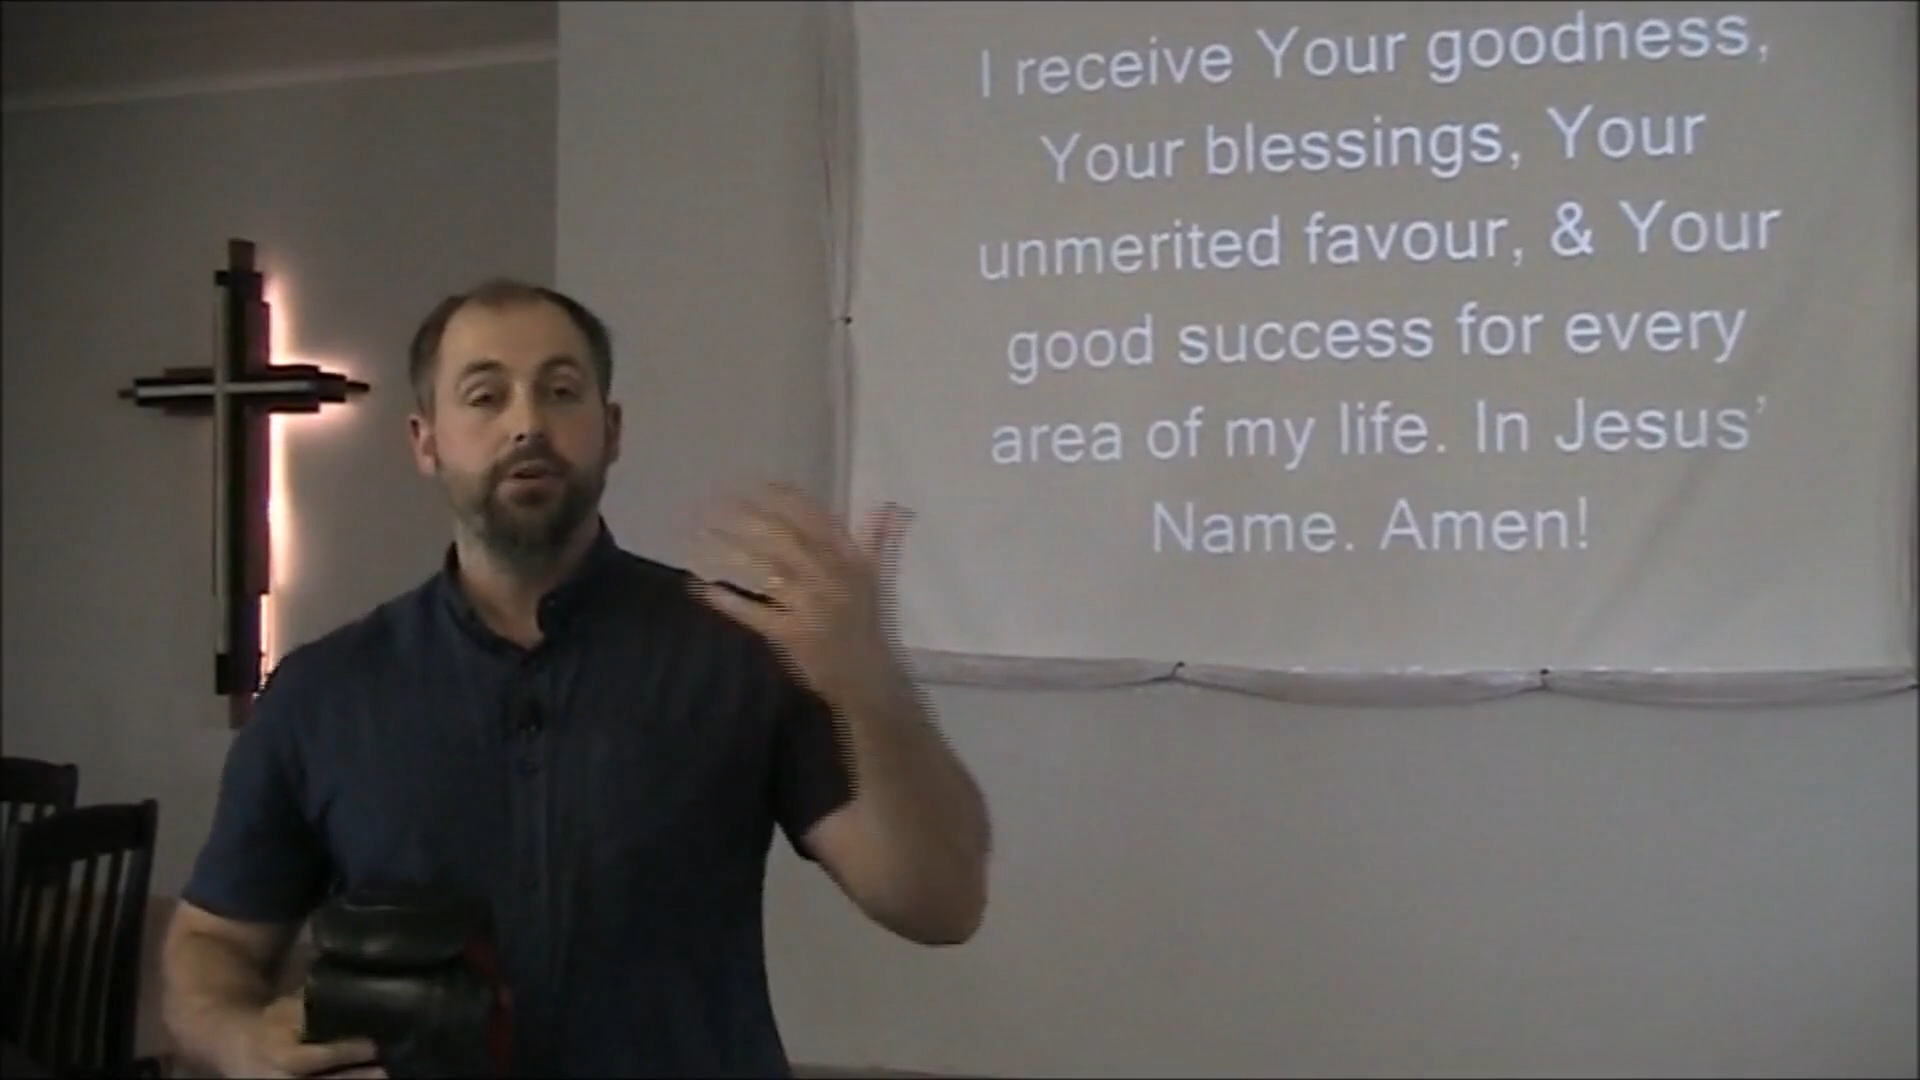 I receive Your goodness,
Your blessings, Your
unmerited favour, & Your
good success for every
area of my life. In Jesus’
Name. Amen!